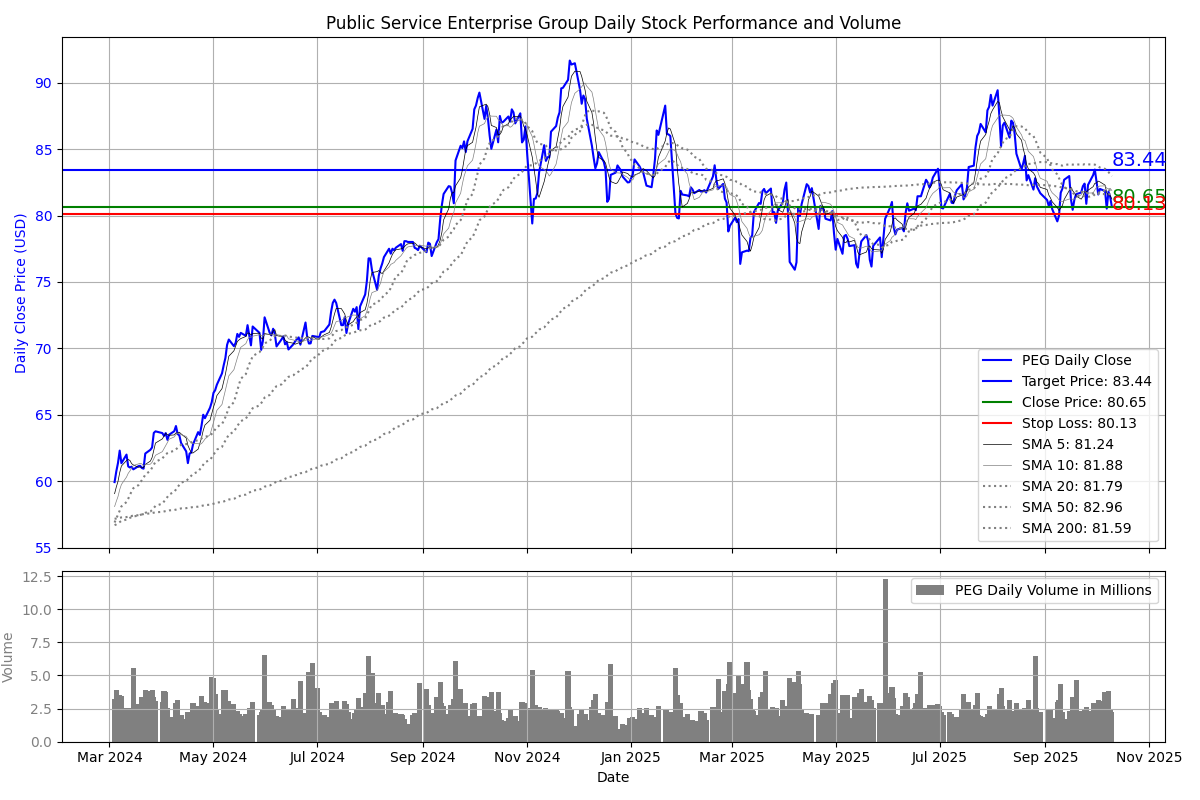 Public Service Enterprise Group Daily Stock Performance and Volume
Daily Close Price (USD)
90
85
80
75
70
65
60
55
83.44
80.65
80.13
PEG Daily Close
Target Price: 83.44
Close Price: 80.65
Stop Loss: 80.13
SMA 5: 81.24
SMA 10: 81.88
SMA 20: 81.79
SMA 50: 82.96
SMA 200: 81.59
Volume
12.5
10.0
7.5
5.0
2.5
0.0
PEG Daily Volume in Millions
Mar 2024 May 2024 Jul 2024 Sep 2024 Nov 2024 Jan 2025 Mar 2025 May 2025 Jul 2025 Sep 2025 Nov 2025
Date